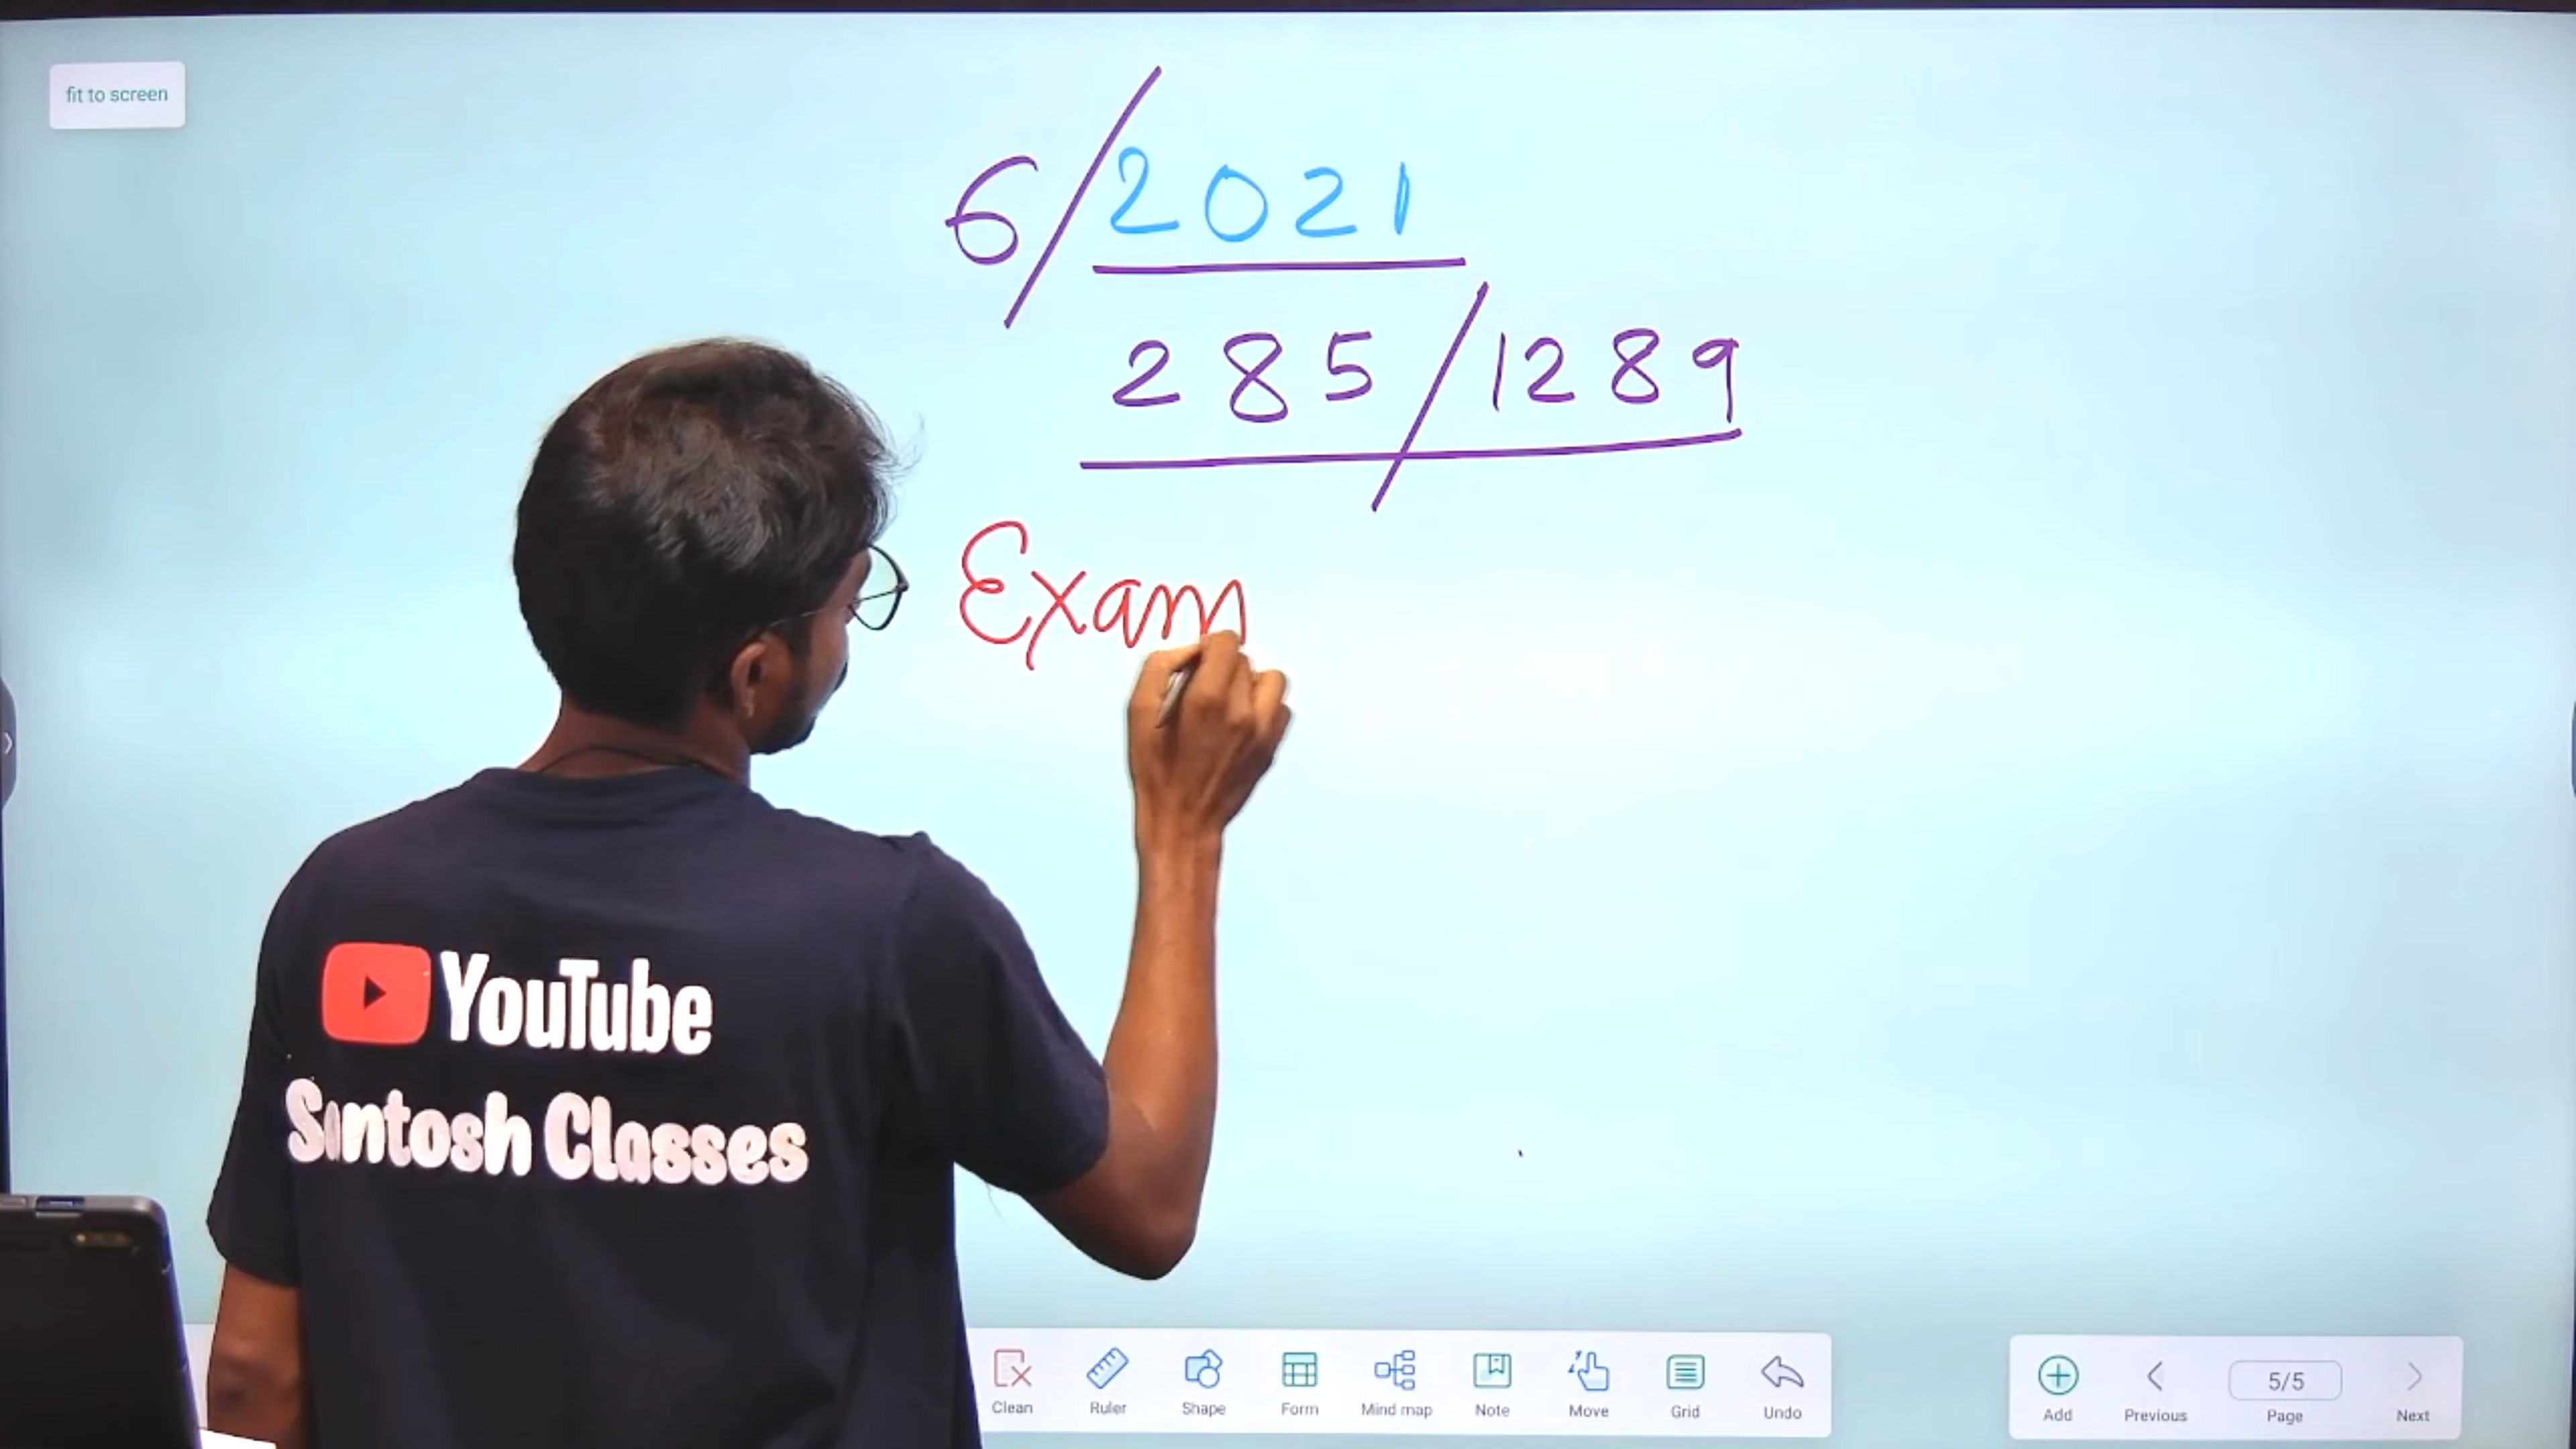 fit to screen
6/2021
285/1289
Exam
YouTube
Santosh Classes
Clean Ruler Shape Form Mind map Note Move Grid Undo
Add Previous 5/5 Page Next